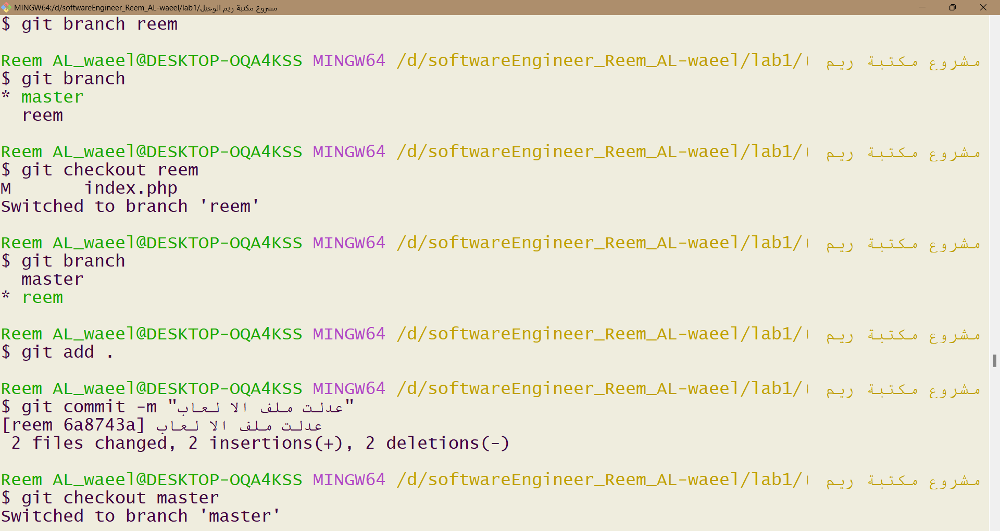 MINGW64:/d/softwareEngineer_Reem_AL-waeel/lab1/مشروع مكتبة ريم الوعيل
$ git branch reem
Reem AL_waeel@DESKTOP-OQA4KSS MINGW64 /d/softwareEngineer_Reem_AL-waeel/lab1/مشروع مكتبة ريم ا
$ git branch
* master
  reem
Reem AL_waeel@DESKTOP-OQA4KSS MINGW64 /d/softwareEngineer_Reem_AL-waeel/lab1/مشروع مكتبة ريم ا
$ git checkout reem
M       index.php
Switched to branch 'reem'
Reem AL_waeel@DESKTOP-OQA4KSS MINGW64 /d/softwareEngineer_Reem_AL-waeel/lab1/مشروع مكتبة ريم ا
$ git branch
  master
* reem
Reem AL_waeel@DESKTOP-OQA4KSS MINGW64 /d/softwareEngineer_Reem_AL-waeel/lab1/مشروع مكتبة ريم ا
$ git add .
Reem AL_waeel@DESKTOP-OQA4KSS MINGW64 /d/softwareEngineer_Reem_AL-waeel/lab1/مشروع مكتبة ريم ا
$ git commit -m "عدلت ملف الا لعاب"
[reem 6a8743a] عدلت ملف الا لعاب
 2 files changed, 2 insertions(+), 2 deletions(-)
Reem AL_waeel@DESKTOP-OQA4KSS MINGW64 /d/softwareEngineer_Reem_AL-waeel/lab1/مشروع مكتبة ريم ا
$ git checkout master
Switched to branch 'master'